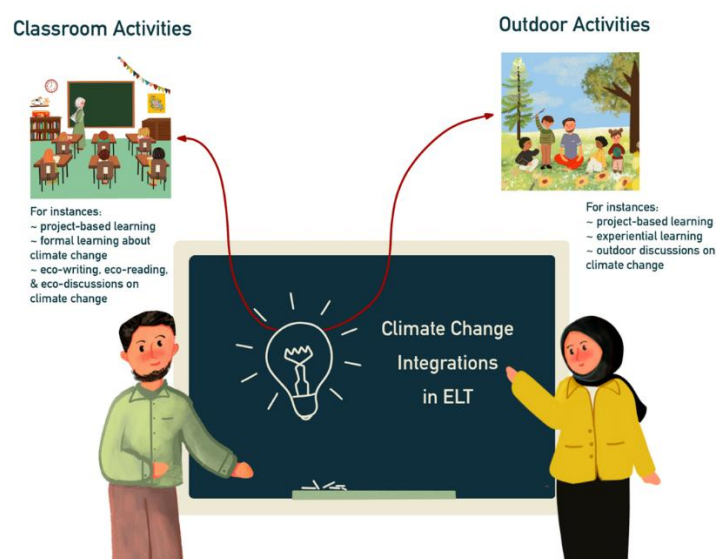 Classroom Activities
For instances:
~ project-based learning
~ formal learning about
climate change
~ eco-writing, eco-reading,
& eco-discussions on
climate change
Outdoor Activities
For instances:
~ project-based learning
~ experiential learning
~ outdoor discussions on
climate change
Climate Change
Integrations
in ELT